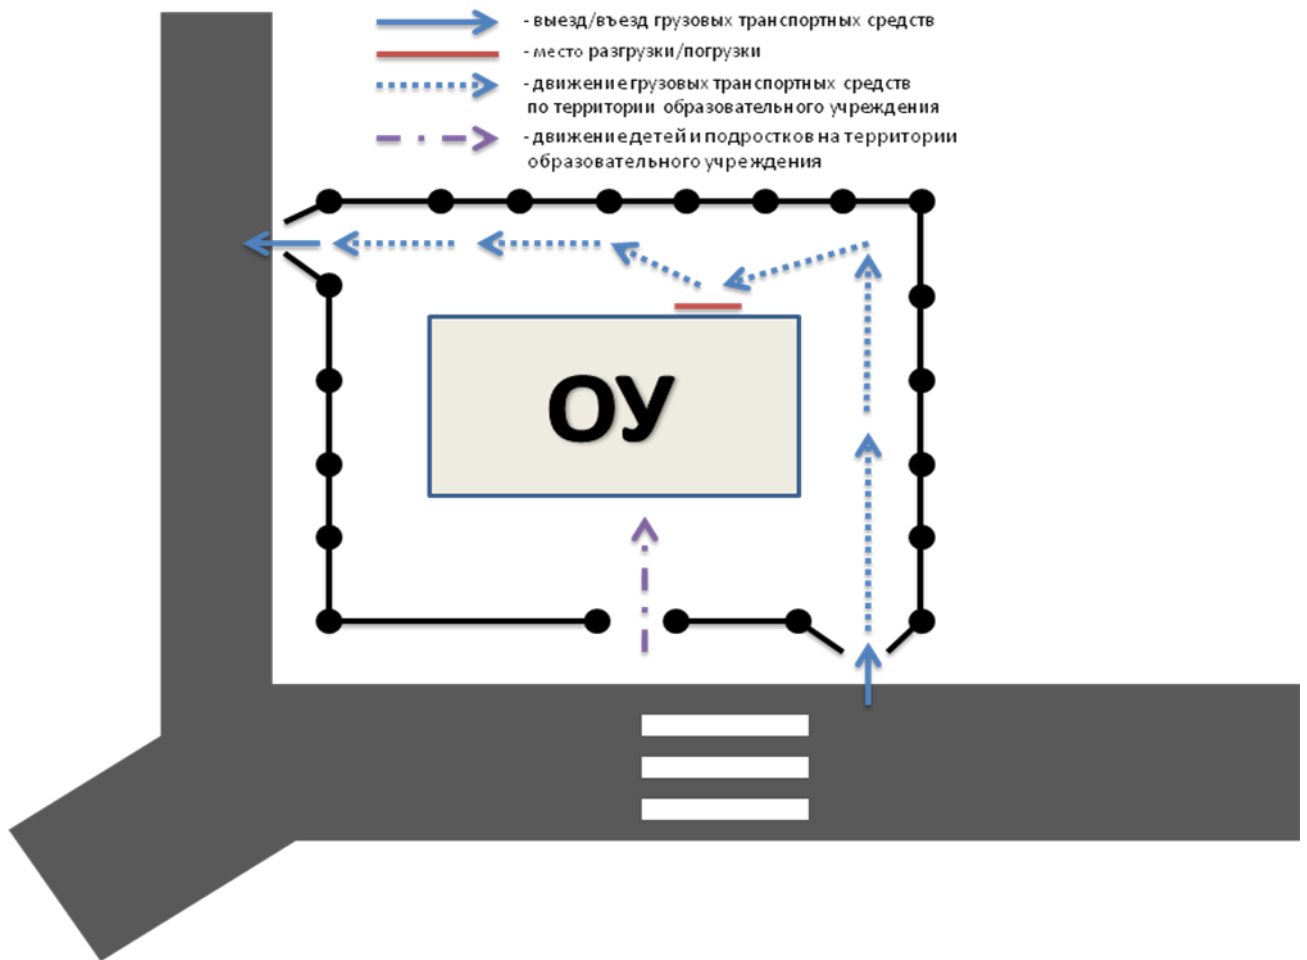 - выезд/въезд грузовых транспортных средств
- место разгрузки/погрузки
- движение грузовых транспортных средств
по территории образовательного учреждения
- движение детей и подростков на территории
образовательного учреждения
ОУ